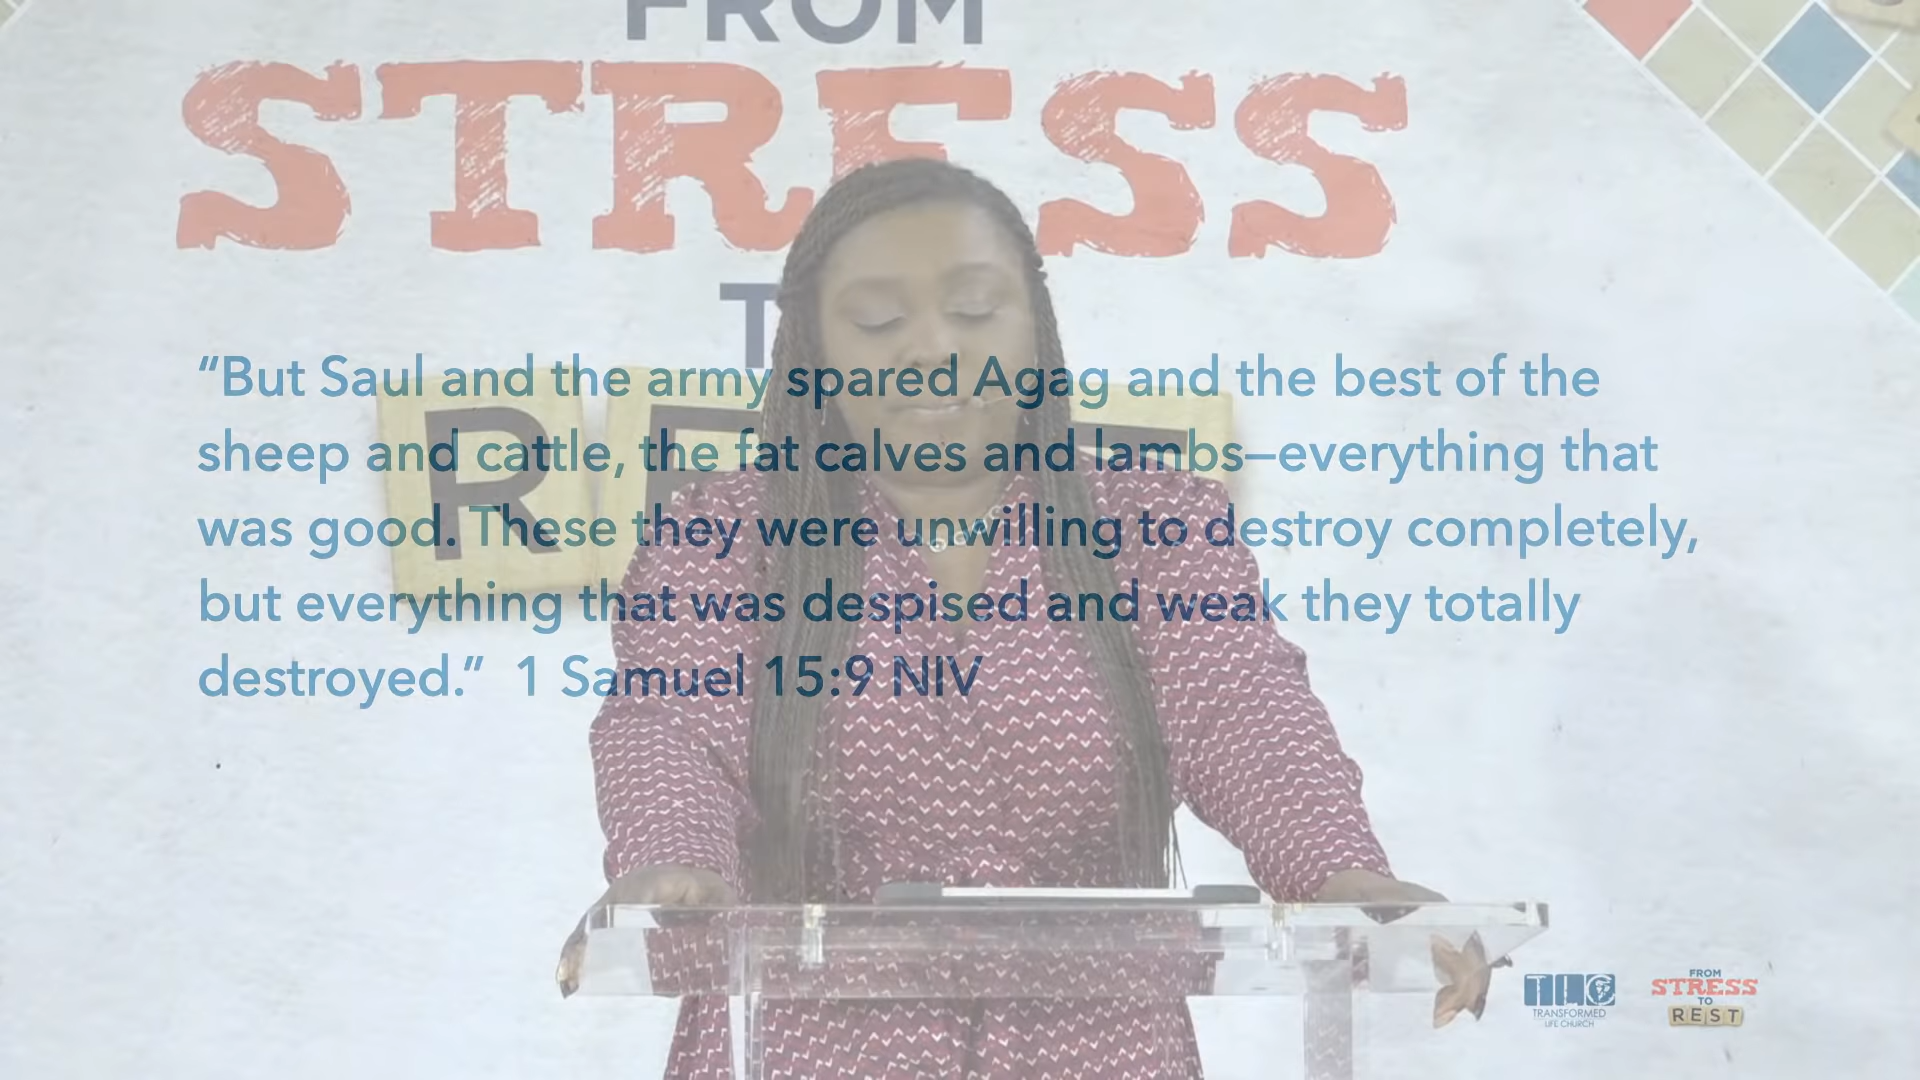 FROM
STRESS
T
R E T
“But Saul and the army spared Agag and the best of the
sheep and cattle, the fat calves and lambs—everything that
was good. These they were unwilling to destroy completely,
but everything that was despised and weak they totally
destroyed.” 1 Samuel 15:9 NIV
TLC
TRANSFORMED
LIFE CHURCH
FROM
STRESS
TO
REST